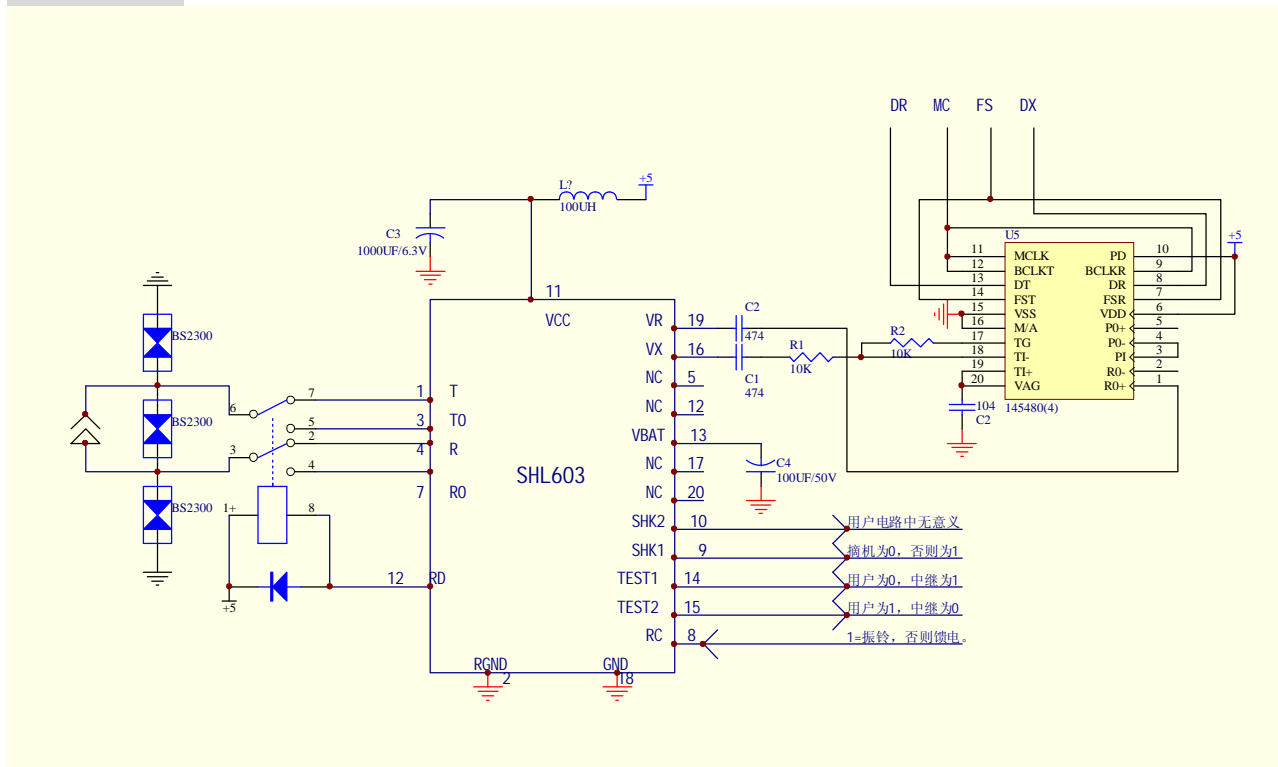 DR MC FS DX
L?
100UH
+5
C3
1000UF/6.3V
U5
+5
11 MCLK PD 10
12 BCLKT BCLKR 9
13 DT DR 8
14 FST FSR 7
15 VSS VDD 6
16 M/A P0+ 5
17 TG P0- 4
18 TI- PI 3
19 TI+ R0- 2
20 VAG R0+ 1
145480(4)
104
C2
11
VCC
BS2300
BS2300
BS2300
6
7
5
2
3
4
1+
8
+5
1 T
3 TO
4 R
7 RO
12 RD
SHL603
VR 19
VX 16
NC 5
NC 12
VBAT 13
NC 17
NC 20
SHK2 10
SHK1 9
TEST1 14
TEST2 15
RC 8
C2
474
C1
474
R1
10K
R2
10K
C4
100UF/50V
用户电路中无意义
摘机为0，否则为1
用户为0，中继为1
用户为1，中继为0
1=振铃，否则馈电。
RGND
2
GND
18